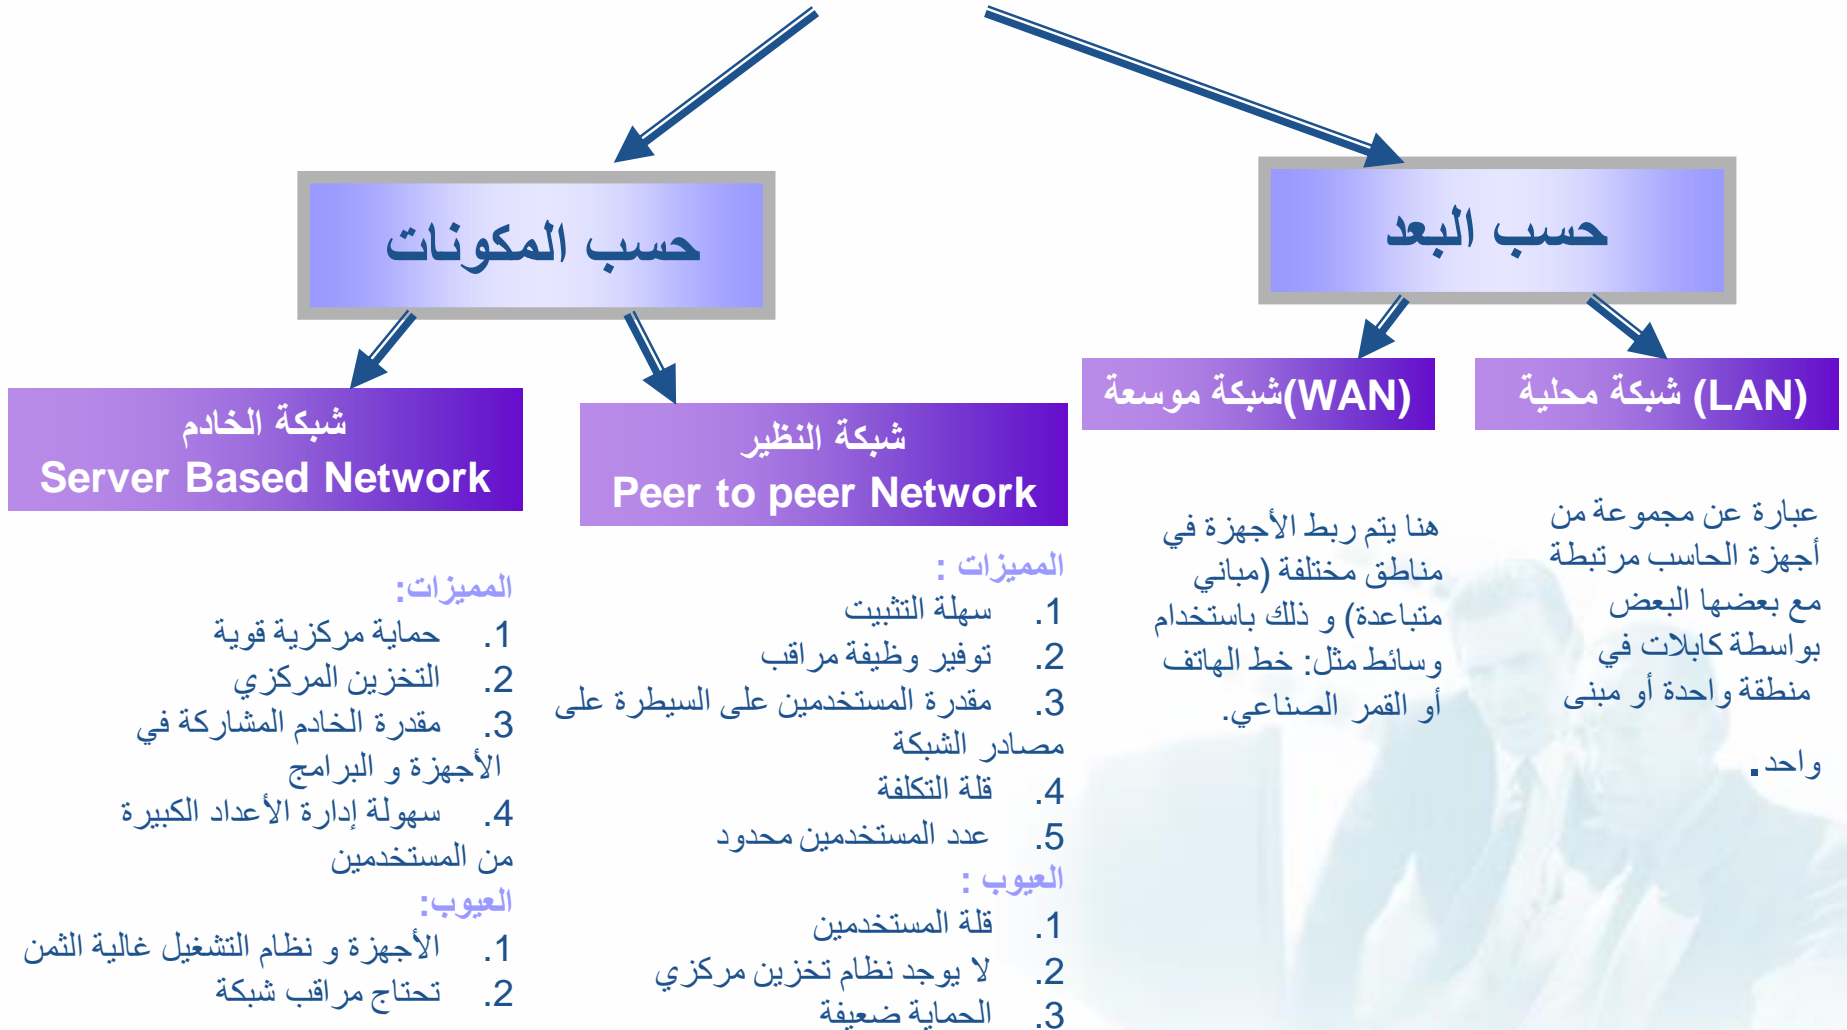 حسب البعد
حسب المكونات
(LAN) شبكة محلية
عبارة عن مجموعة من
أجهزة الحاسب مرتبطة
مع بعضها البعض
بواسطة كابلات في
منطقة واحدة أو مبنى
واحد.
(WAN)شبكة موسعة
هنا يتم ربط الأجهزة في
مناطق مختلفة (مباني
متباعدة) و ذلك باستخدام
وسائط مثل: خط الهاتف
أو القمر الصناعي.
شبكة النظير
Peer to peer Network
المميزات :
1. سهلة التثبيت
2. توفير وظيفة مراقب
3. مقدرة المستخدمين على السيطرة على
مصادر الشبكة
4. قلة التكلفة
5. عدد المستخدمين محدود
العيوب :
1. قلة المستخدمين
2. لا يوجد نظام تخزين مركزي
3. الحماية ضعيفة
شبكة الخادم
Server Based Network
المميزات:
1. حماية مركزية قوية
2. التخزين المركزي
3. مقدرة الخادم المشاركة في
الأجهزة و البرامج
4. سهولة إدارة الأعداد الكبيرة
من المستخدمين
العيوب:
1. الأجهزة و نظام التشغيل غالية الثمن
2. تحتاج مراقب شبكة